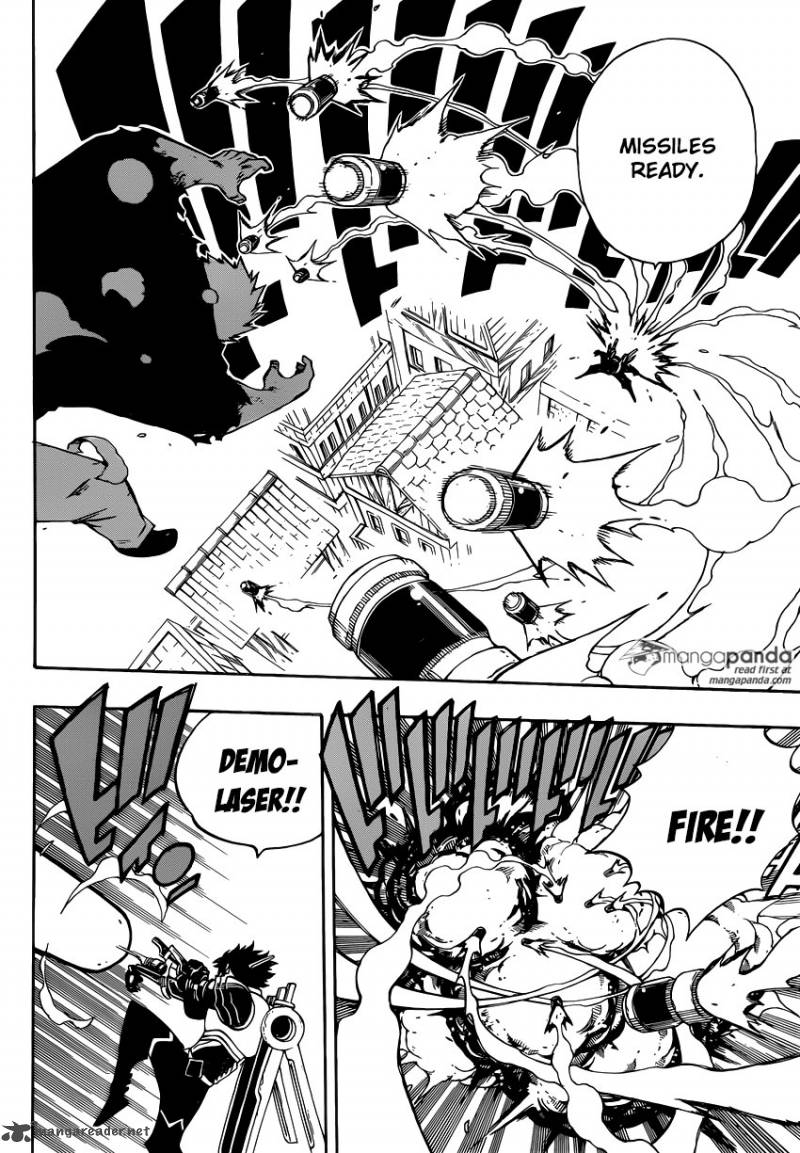 MISSILES
READY.
mangapanda
read first at
mangapanda.com
FIRE!!
DEMO-
LASER!!
mangareader.net